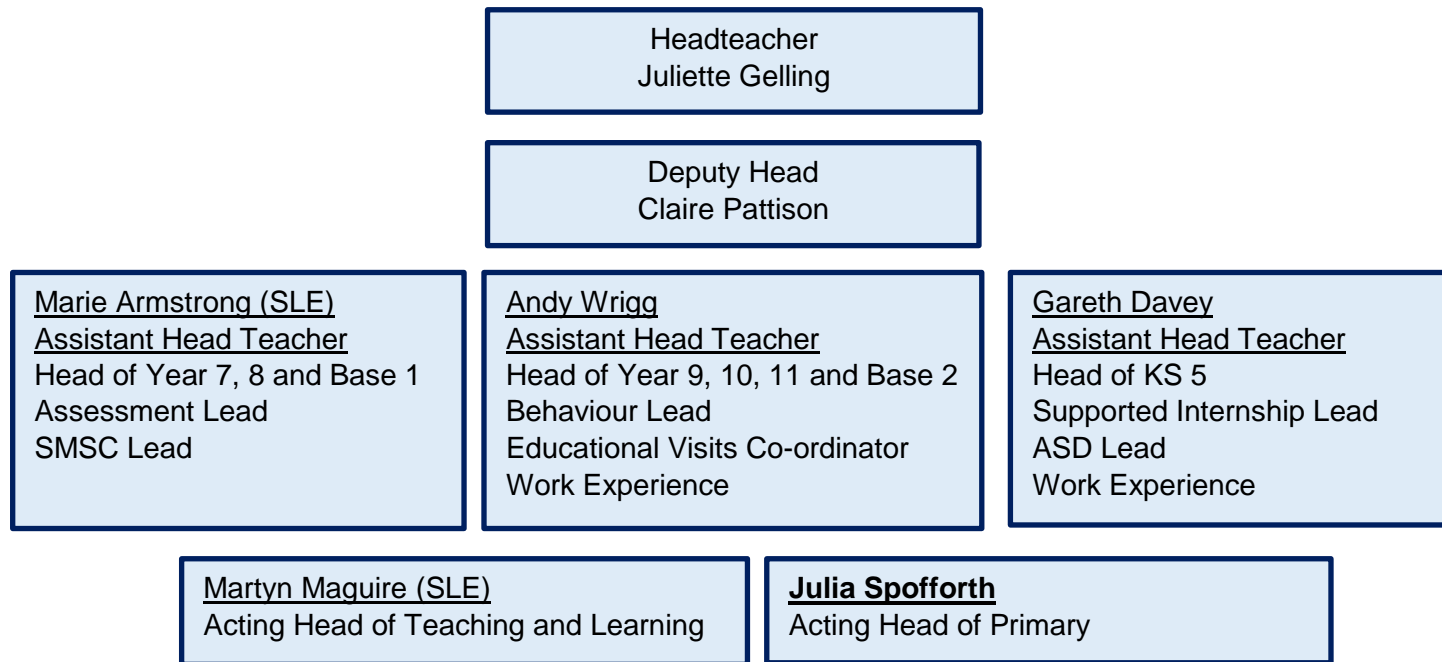 Headteacher
Juliette Gelling
Deputy Head
Claire Pattison
Marie Armstrong (SLE)
Assistant Head Teacher
Head of Year 7, 8 and Base 1
Assessment Lead
SMSC Lead
Andy Wrigg
Assistant Head Teacher
Head of Year 9, 10, 11 and Base 2
Behaviour Lead
Educational Visits Co-ordinator
Work Experience
Gareth Davey
Assistant Head Teacher
Head of KS 5
Supported Internship Lead
ASD Lead
Work Experience
Martyn Maguire (SLE)
Acting Head of Teaching and Learning
Julia Spofforth
Acting Head of Primary